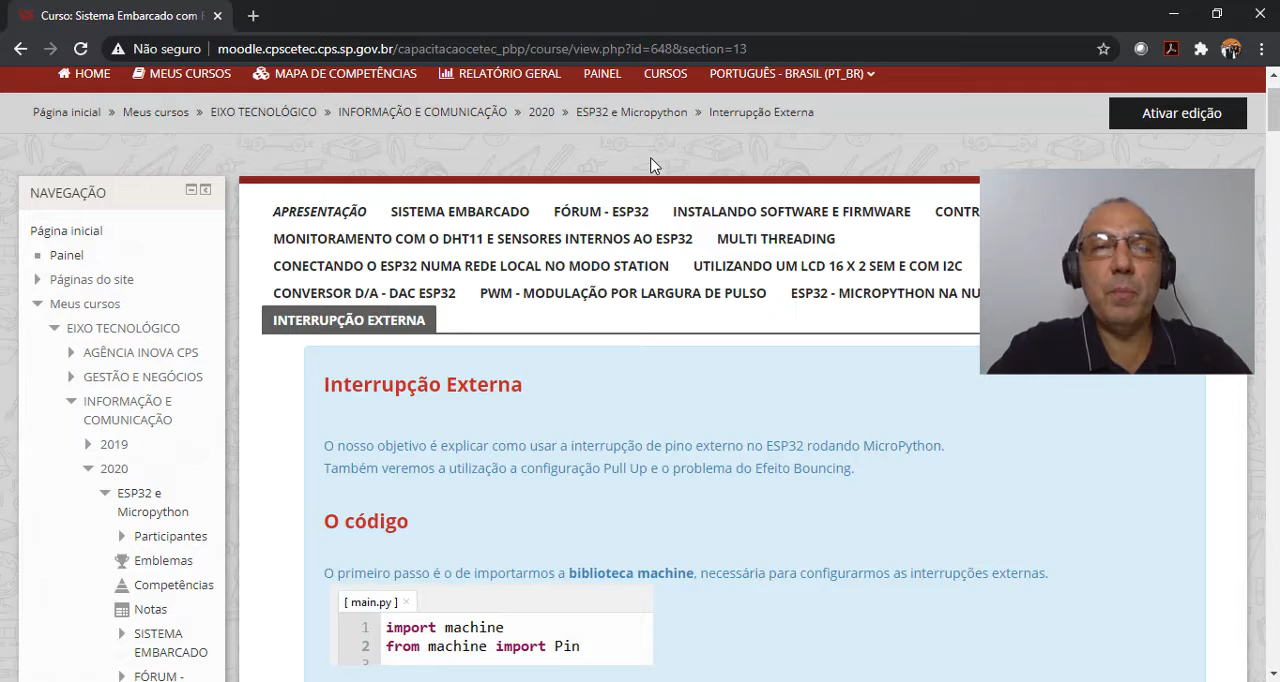 Curso: Sistema Embarcado com
Não seguro
moodle.cpscetec.cps.sp.gov.br/capacitacaocetec_pbp/course/view.php?id=648&section=13
HOME MEUS CURSOS MAPA DE COMPETÊNCIAS RELATÓRIO GERAL PAINEL CURSOS PORTUGUÊS - BRASIL (PT_BR)
Página inicial » Meus cursos » EIXO TECNOLÓGICO » INFORMAÇÃO E COMUNICAÇÃO » 2020 » ESP32 e Micropython » Interrupção Externa
Ativar edição
NAVEGAÇÃO
Página inicial
Painel
Páginas do site
Meus cursos
EIXO TECNOLÓGICO
AGÊNCIA INOVA CPS
GESTÃO E NEGÓCIOS
INFORMAÇÃO E
COMUNICAÇÃO
2019
2020
ESP32 e
Micropython
Participantes
Emblemas
Competências
Notas
SISTEMA
EMBARCADO
FÓRUM -
APRESENTAÇÃO SISTEMA EMBARCADO FÓRUM - ESP32 INSTALANDO SOFTWARE E FIRMWARE CONTR
MONITORAMENTO COM O DHT11 E SENSORES INTERNOS AO ESP32 MULTI THREADING
CONECTANDO O ESP32 NUMA REDE LOCAL NO MODO STATION UTILIZANDO UM LCD 16 X 2 SEM E COM I2C
CONVERSOR D/A - DAC ESP32 PWM - MODULAÇÃO POR LARGURA DE PULSO ESP32 - MICROPYTHON NA NU
INTERRUPÇÃO EXTERNA
Interrupção Externa
O nosso objetivo é explicar como usar a interrupção de pino externo no ESP32 rodando MicroPython.
Também veremos a utilização a configuração Pull Up e o problema do Efeito Bouncing.
O código
O primeiro passo é o de importarmos a biblioteca machine, necessária para configurarmos as interrupções externas.
[ main.py ] ×
1 import machine
2 from machine import Pin
3